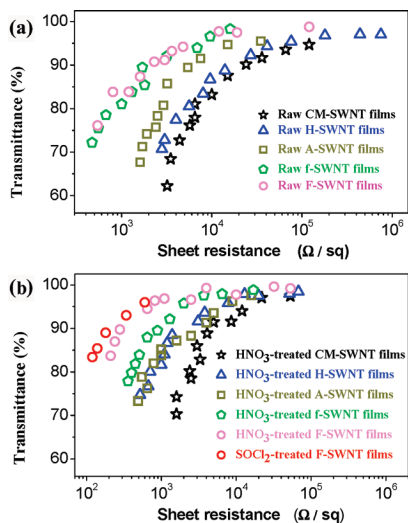 (a)
100
90
80
70
60
Transmittance (%)
Raw CM-SWNT films
Raw H-SWNT films
Raw A-SWNT films
Raw f-SWNT films
Raw F-SWNT films
10³ 10⁴ 10⁵ 10⁶
Sheet resistance (Ω / sq)
(b)
100
90
80
70
60
Transmittance (%)
HNO₃-treated CM-SWNT films
HNO₃-treated H-SWNT films
HNO₃-treated A-SWNT films
HNO₃-treated f-SWNT films
HNO₃-treated F-SWNT films
SOCl₂-treated F-SWNT films
10² 10³ 10⁴ 10⁵ 10⁶
Sheet resistance (Ω / sq)